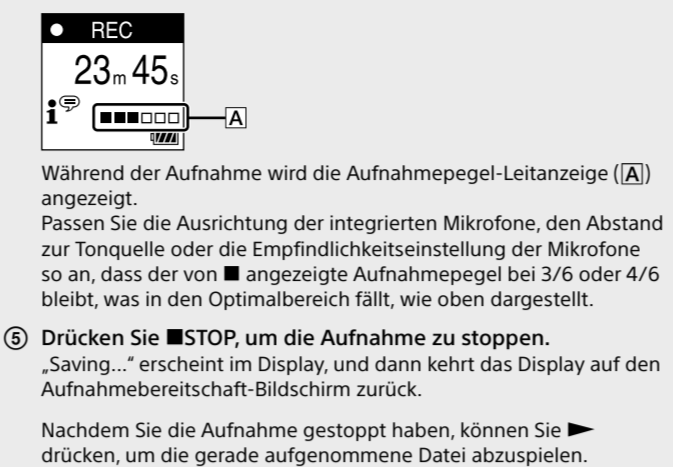 ● REC
23m 45s
A
Während der Aufnahme wird die Aufnahmepegel-Leitanzeige (A)
angezeigt.
Passen Sie die Ausrichtung der integrierten Mikrofone, den Abstand
zur Tonquelle oder die Empfindlichkeitseinstellung der Mikrofone
so an, dass der von ■ angezeigte Aufnahmepegel bei 3/6 oder 4/6
bleibt, was in den Optimalbereich fällt, wie oben dargestellt.
⑤ Drücken Sie ■STOP, um die Aufnahme zu stoppen.
„Saving...“ erscheint im Display, und dann kehrt das Display auf den
Aufnahmebereitschaft-Bildschirm zurück.
Nachdem Sie die Aufnahme gestoppt haben, können Sie ►
drücken, um die gerade aufgenommene Datei abzuspielen.